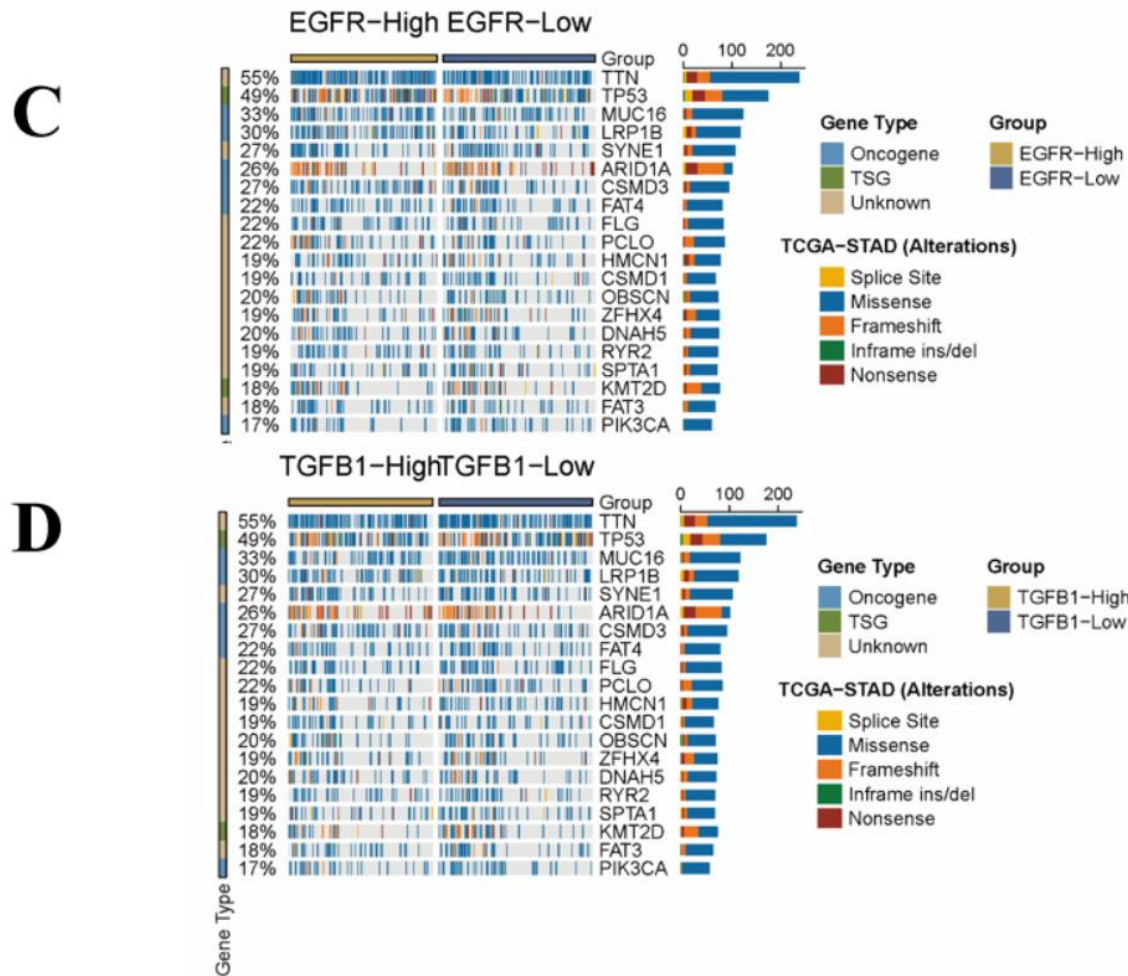 C
EGFR-High EGFR-Low
Group
0 100 200
55% TTN
49% TP53
33% MUC16
30% LRP1B
27% SYNE1
26% ARID1A
27% CSMD3
22% FAT4
22% FLG
22% PCLO
19% HMCN1
19% CSMD1
20% OBSCN
19% ZFHX4
20% DNAH5
19% RYR2
19% SPTA1
18% KMT2D
18% FAT3
17% PIK3CA
Gene Type
Oncogene
TSG
Unknown
Group
EGFR-High
EGFR-Low
TCGA-STAD (Alterations)
Splice Site
Missense
Frameshift
Inframe ins/del
Nonsense
D
TGFB1-High TGFB1-Low
Group
0 100 200
55% TTN
49% TP53
33% MUC16
30% LRP1B
27% SYNE1
26% ARID1A
27% CSMD3
22% FAT4
22% FLG
22% PCLO
19% HMCN1
19% CSMD1
20% OBSCN
19% ZFHX4
20% DNAH5
19% RYR2
19% SPTA1
18% KMT2D
18% FAT3
17% PIK3CA
Gene Type
Gene Type
Oncogene
TSG
Unknown
Group
TGFB1-High
TGFB1-Low
TCGA-STAD (Alterations)
Splice Site
Missense
Frameshift
Inframe ins/del
Nonsense